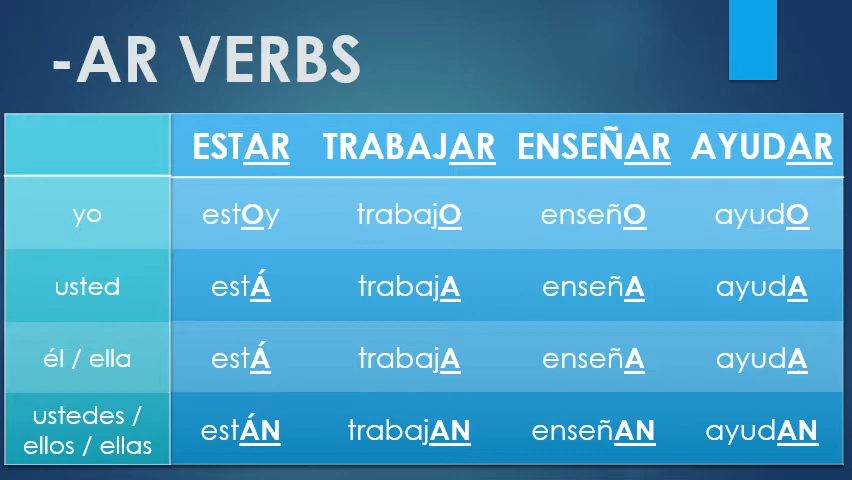 -AR VERBS
ESTAR TRABAJAR ENSEÑAR AYUDAR
yo estOy trabajO enseñO ayudO
usted estÁ trabajA enseñA ayudA
él / ella estÁ trabajA enseñA ayudA
ustedes /
ellos / ellas estÁN trabajAN enseñAN ayudAN